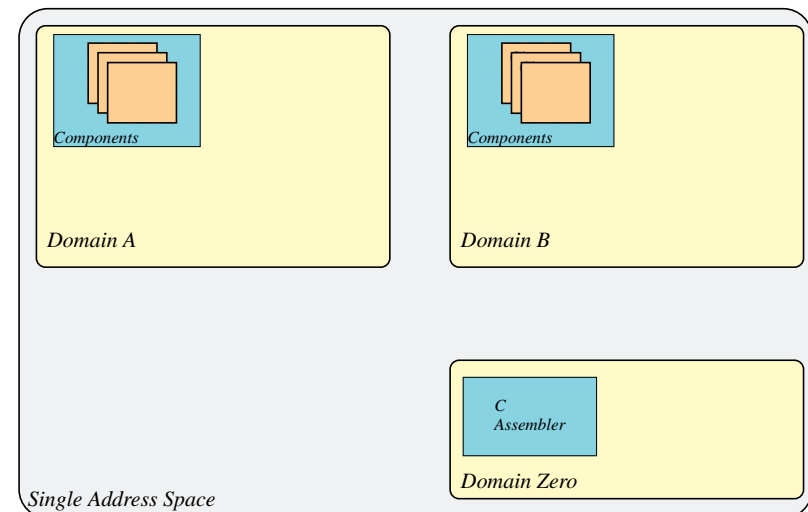 Components
Components
Domain A
Domain B
C
Assembler
Domain Zero
Single Address Space